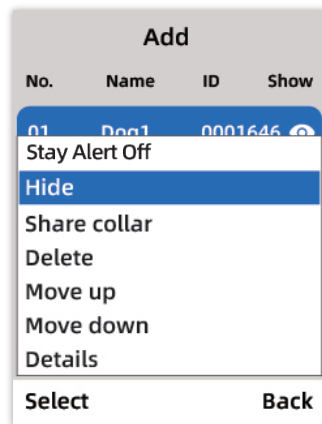 Add
No. Name ID Show
01 Dog1 0001646
Stay Alert Off
Hide
Share collar
Delete
Move up
Move down
Details
Select Back